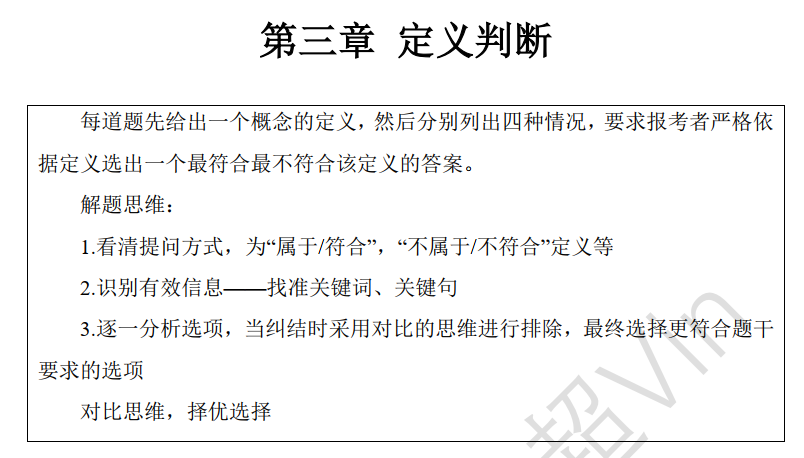 第三章 定义判断
每道题先给出一个概念的定义，然后分别列出四种情况，要求报考者严格依
据定义选出一个最符合最不符合该定义的答案。
解题思维：
1.看清提问方式，为“属于/符合”，“不属于/不符合”定义等
2.识别有效信息——找准关键词、关键句
3.逐一分析选项，当纠结时采用对比的思维进行排除，最终选择更符合题干
要求的选项
对比思维，择优选择
超Vin